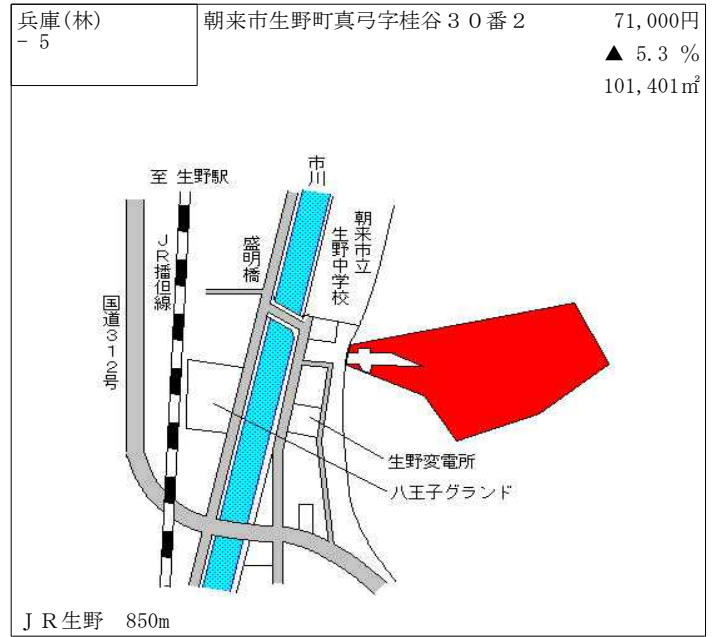 兵庫(林)
- 5
朝来市生野町真弓字桂谷３０番２
71,000円
▲ 5.3 %
101,401㎡
至 生野駅
市川
朝来市立
生野中学校
盛明橋
ＪＲ播但線
国道３１２号
生野変電所
八王子グランド
ＪＲ生野 850m